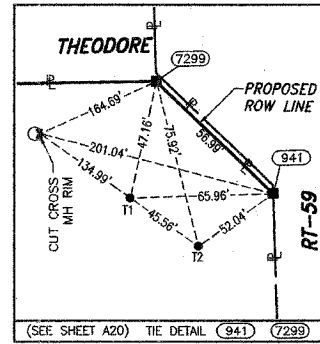 THEODORE
7299
PROPOSED
ROW LINE
164.69'
47.16'
75.92'
56.99'
201.04'
941
134.99'
65.96'
CUT CROSS
MH RIM
T1
45.56'
52.04'
T2
RT-59
(SEE SHEET A20) TIE DETAIL 941 7299